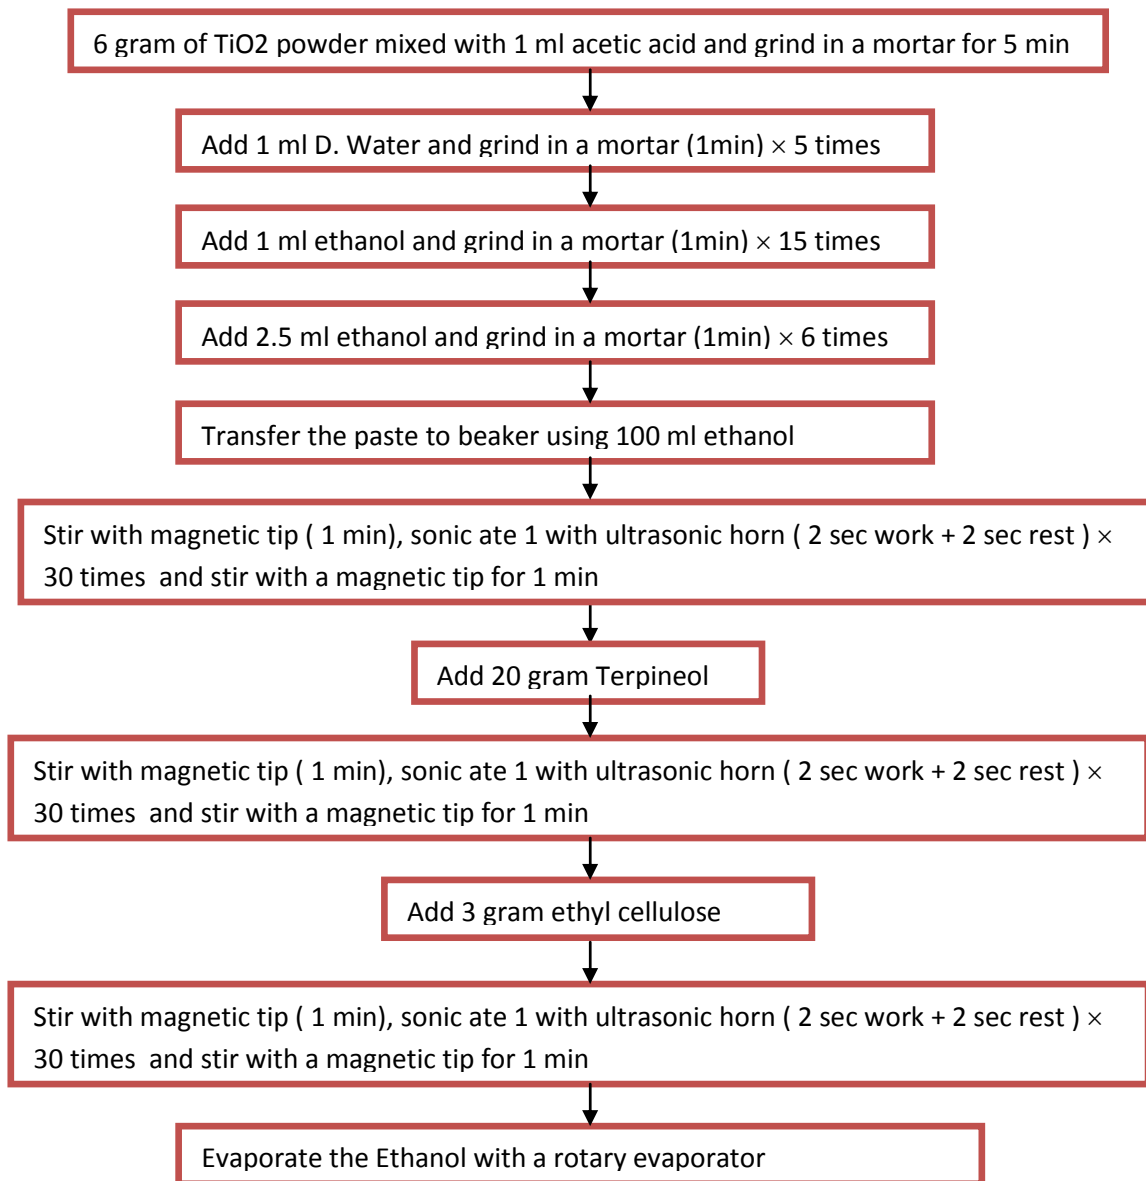 6 gram of TiO2 powder mixed with 1 ml acetic acid and grind in a mortar for 5 min
Add 1 ml D. Water and grind in a mortar (1min) × 5 times
Add 1 ml ethanol and grind in a mortar (1min) × 15 times
Add 2.5 ml ethanol and grind in a mortar (1min) × 6 times
Transfer the paste to beaker using 100 ml ethanol
Stir with magnetic tip ( 1 min), sonic ate 1 with ultrasonic horn ( 2 sec work + 2 sec rest ) ×
30 times  and stir with a magnetic tip for 1 min
Add 20 gram Terpineol
Stir with magnetic tip ( 1 min), sonic ate 1 with ultrasonic horn ( 2 sec work + 2 sec rest ) ×
30 times  and stir with a magnetic tip for 1 min
Add 3 gram ethyl cellulose
Stir with magnetic tip ( 1 min), sonic ate 1 with ultrasonic horn ( 2 sec work + 2 sec rest ) ×
30 times  and stir with a magnetic tip for 1 min
Evaporate the Ethanol with a rotary evaporator